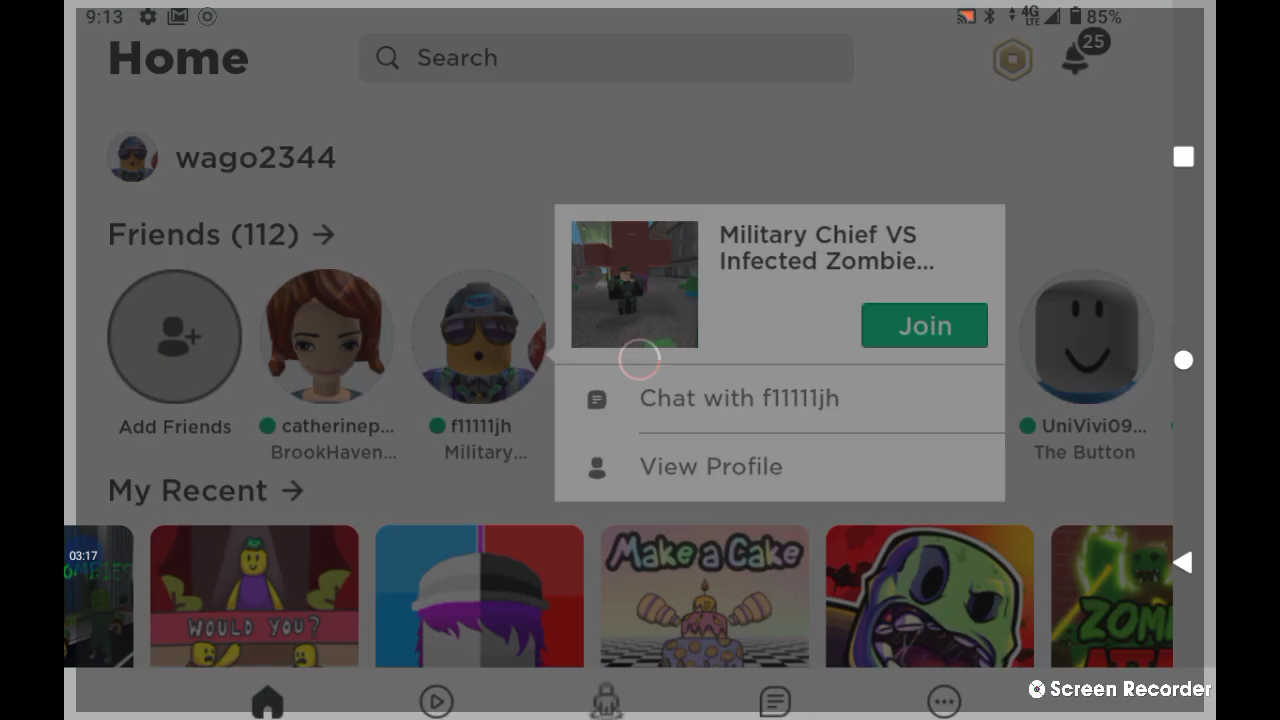 9:13
4G
LTE
85%
Home
Search
25
wago2344
Friends (112)
Military Chief VS
Infected Zombie...
Join
Chat with f11111jh
View Profile
Add Friends
catherinep...
BrookHaven...
f11111jh
Military...
UniVivi09...
The Button
My Recent
03:17
WOULD YOU?
Make a Cake
Screen Recorder